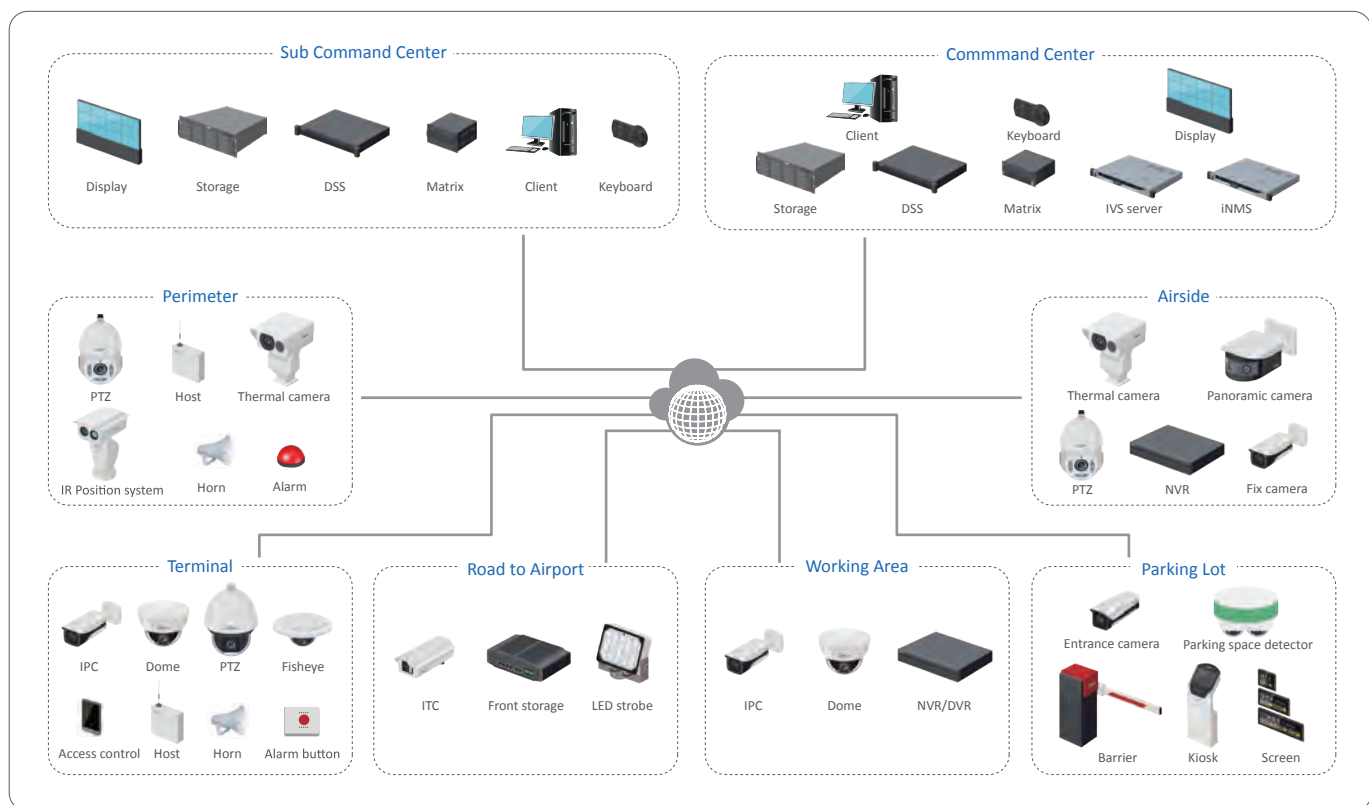 Sub Command Center
Display
Storage
DSS
Matrix
Client
Keyboard
Commmand Center
Client
Keyboard
Display
Storage
DSS
Matrix
IVS server
iNMS
Perimeter
PTZ
Host
Thermal camera
IR Position system
Horn
Alarm
Airside
Thermal camera
Panoramic camera
PTZ
NVR
Fix camera
Terminal
IPC
Dome
PTZ
Fisheye
Access control
Host
Horn
Alarm button
Road to Airport
ITC
Front storage
LED strobe
Working Area
IPC
Dome
NVR/DVR
Parking Lot
Entrance camera
Parking space detector
Barrier
Kiosk
Screen